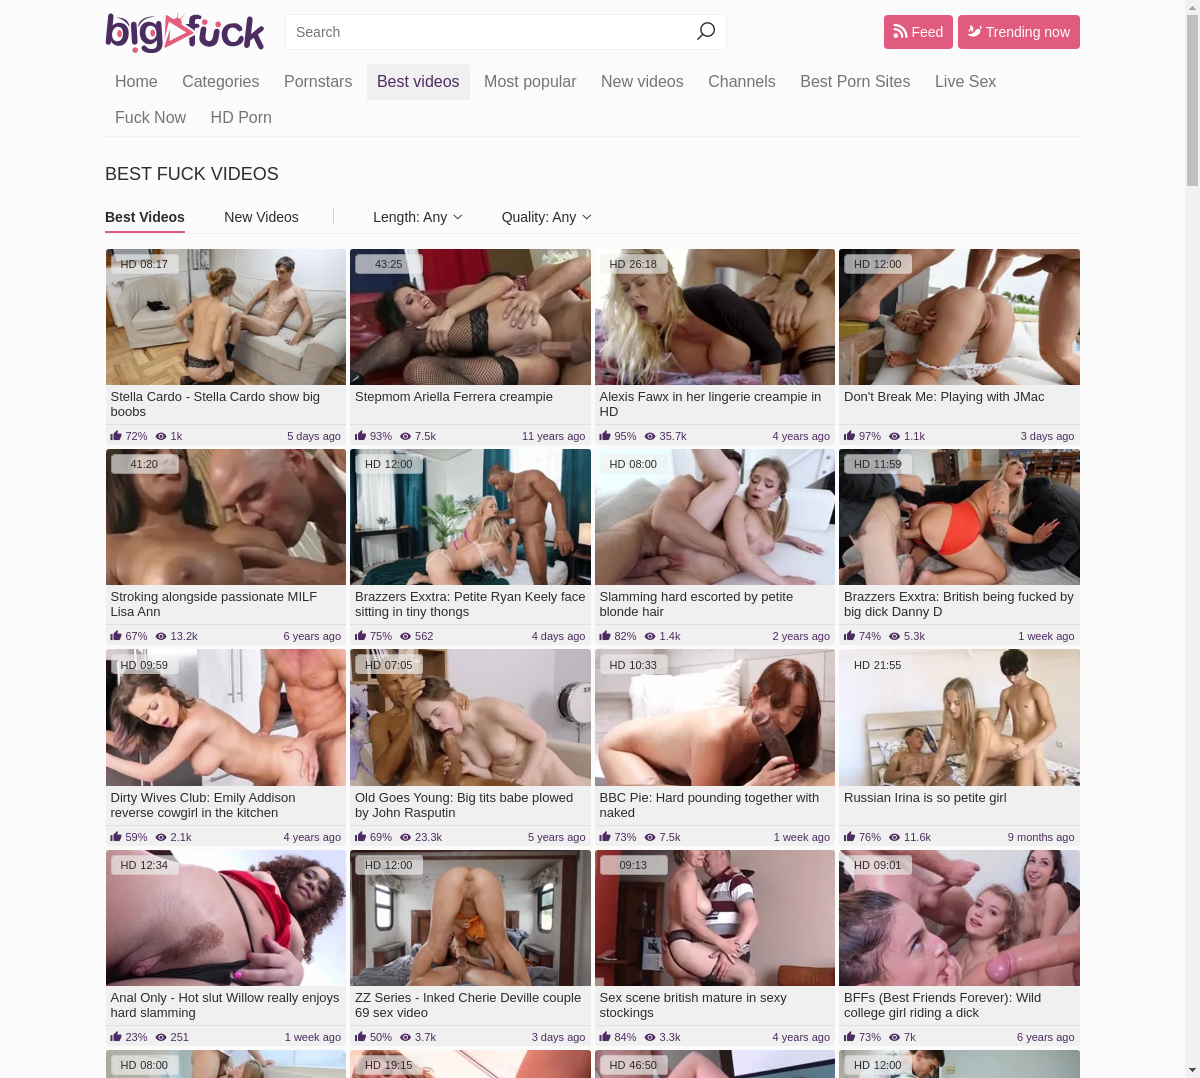 big fuck
Search
Feed
Trending now
Home
Categories
Pornstars
Best videos
Most popular
New videos
Channels
Best Porn Sites
Live Sex
Fuck Now
HD Porn
BEST FUCK VIDEOS
Best Videos
New Videos
Length: Any
Quality: Any
HD 08:17
Stella Cardo - Stella Cardo show big
boobs
72% 1k 5 days ago
43:25
Stepmom Ariella Ferrera creampie
93% 7.5k 11 years ago
HD 26:18
Alexis Fawx in her lingerie creampie in
HD
95% 35.7k 4 years ago
HD 12:00
Don't Break Me: Playing with JMac
97% 1.1k 3 days ago
41:20
Stroking alongside passionate MILF
Lisa Ann
67% 13.2k 6 years ago
HD 12:00
Brazzers Exxtra: Petite Ryan Keely face
sitting in tiny thongs
75% 562 4 days ago
HD 08:00
Slamming hard escorted by petite
blonde hair
82% 1.4k 2 years ago
HD 11:59
Brazzers Exxtra: British being fucked by
big dick Danny D
74% 5.3k 1 week ago
HD 09:59
Dirty Wives Club: Emily Addison
reverse cowgirl in the kitchen
59% 2.1k 4 years ago
HD 07:05
Old Goes Young: Big tits babe plowed
by John Rasputin
69% 23.3k 5 years ago
HD 10:33
BBC Pie: Hard pounding together with
naked
73% 7.5k 1 week ago
HD 21:55
Russian Irina is so petite girl
76% 11.6k 9 months ago
HD 12:34
Anal Only - Hot slut Willow really enjoys
hard slamming
23% 251 1 week ago
HD 12:00
ZZ Series - Inked Cherie Deville couple
69 sex video
50% 3.7k 3 days ago
09:13
Sex scene british mature in sexy
stockings
84% 3.3k 4 years ago
HD 09:01
BFFs (Best Friends Forever): Wild
college girl riding a dick
73% 7k 6 years ago
HD 08:00
HD 19:15
HD 46:50
HD 12:00